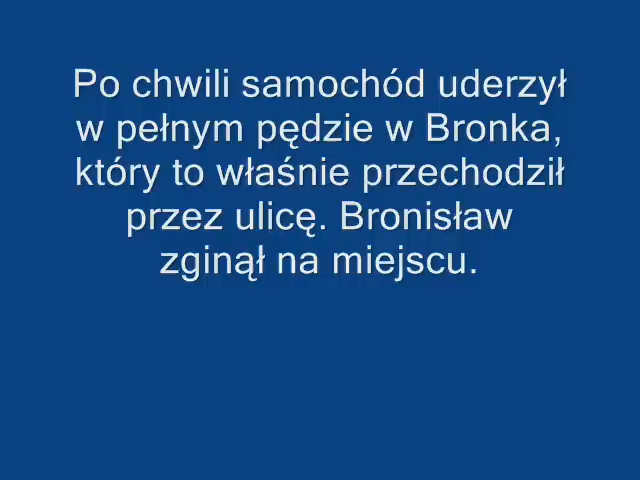 Po chwili samochód uderzył
w pełnym pędzie w Bronka,
który to właśnie przechodził
przez ulicę. Bronisław
zginął na miejscu.